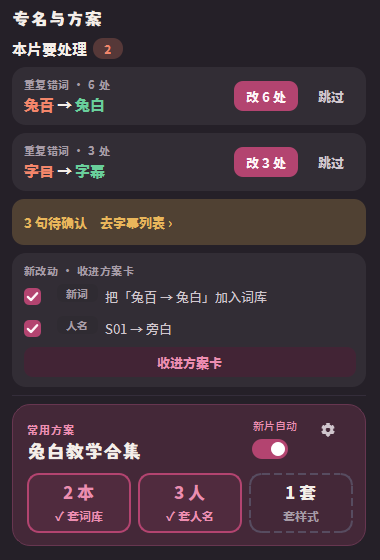 专名与方案
本片要处理 2
重复错词 · 6 处
兔百 → 兔白
改 6 处
跳过
重复错词 · 3 处
字目 → 字幕
改 3 处
跳过
3 句待确认 去字幕列表 ›
新改动 · 收进方案卡
新词 把「兔百 → 兔白」加入词库
人名 S01 → 旁白
收进方案卡
常用方案
新片自动
兔白教学合集
2 本
✓ 套词库
3 人
✓ 套人名
1 套
套样式